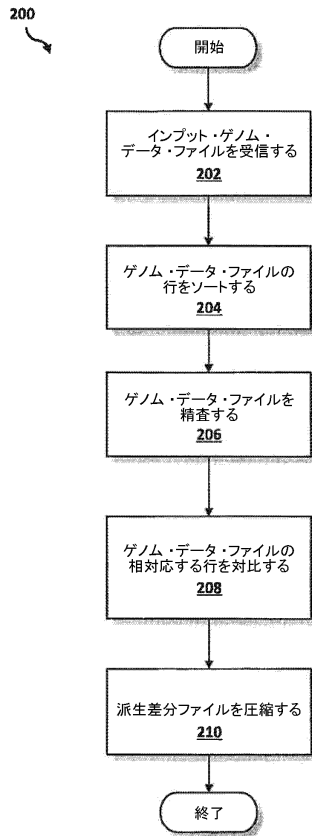 200
開始
インプット・ゲノム・
データ・ファイルを受信する
202
ゲノム・データ・ファイルの
行をソートする
204
ゲノム・データ・ファイルを
精査する
206
ゲノム・データ・ファイルの
相対応する行を対比する
208
派生差分ファイルを圧縮する
210
終了